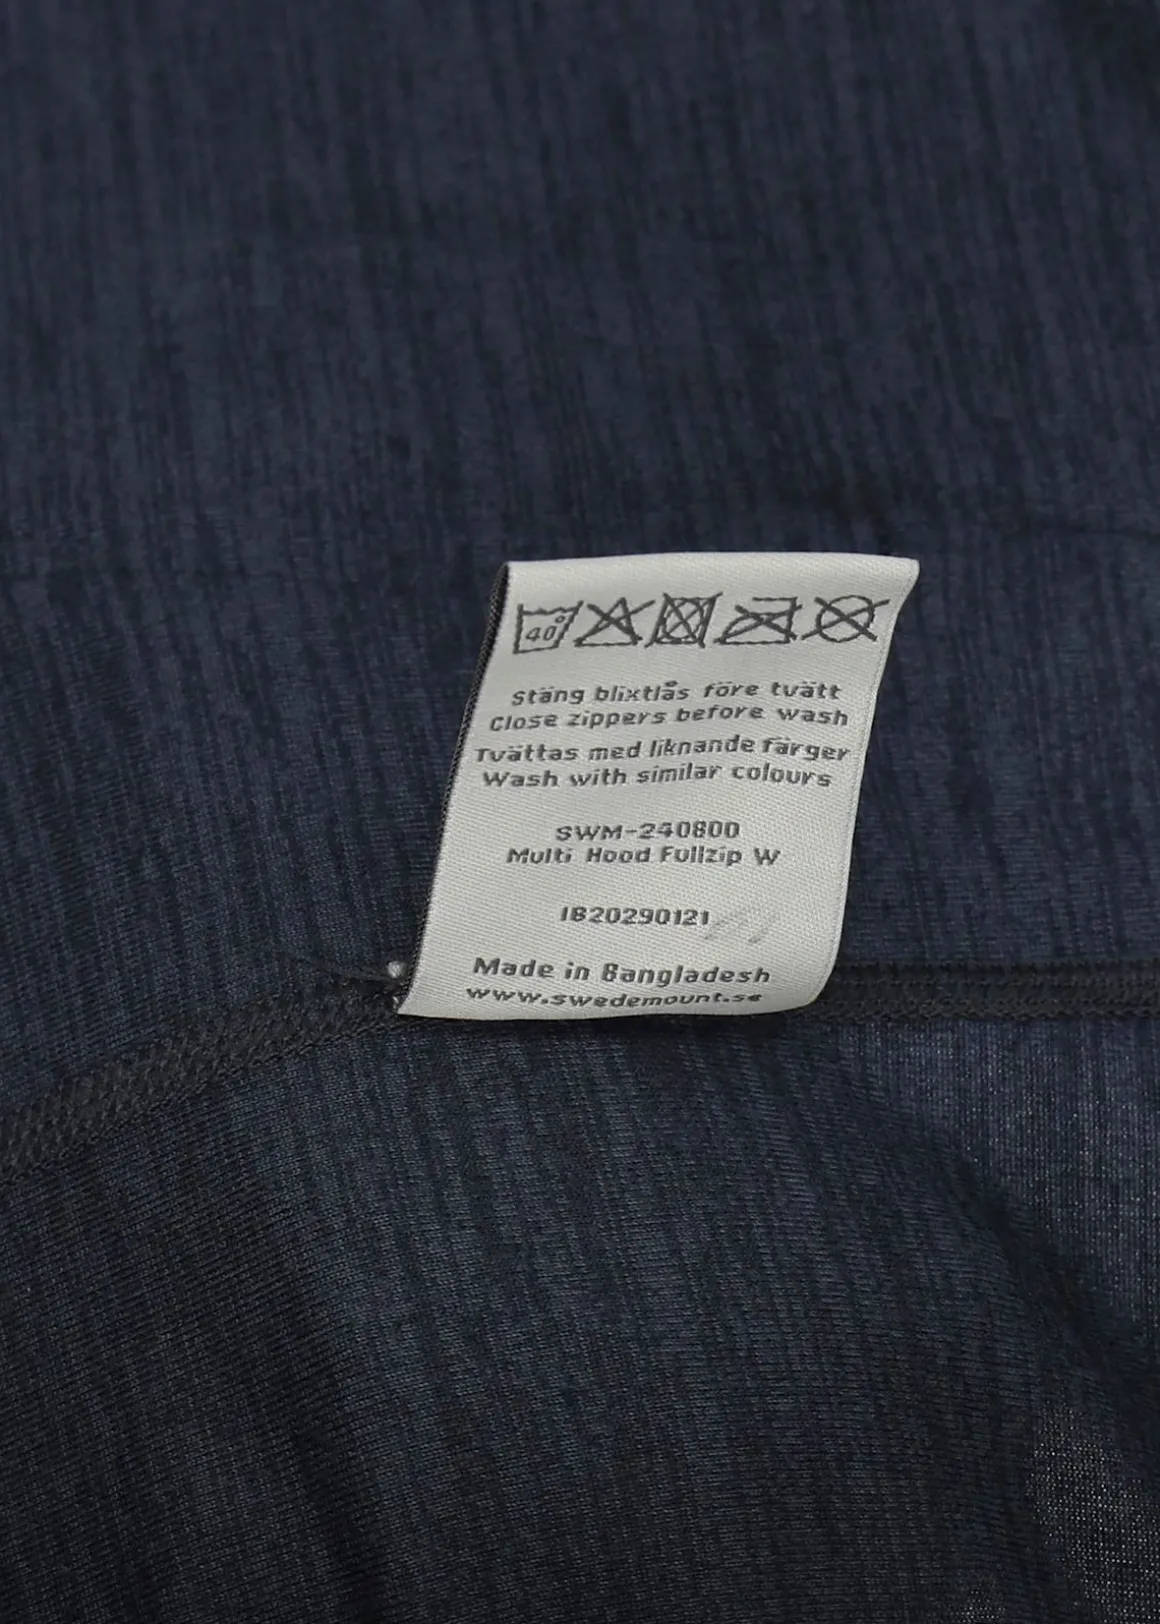 40°
Stäng blixtlås före tvätt
Close zippers before wash
Tvättas med liknande färger
Wash with similar colours
SWM-240800
Multi Hood Fullzip W
IB20290121
Made in Bangladesh
www.swedemount.se